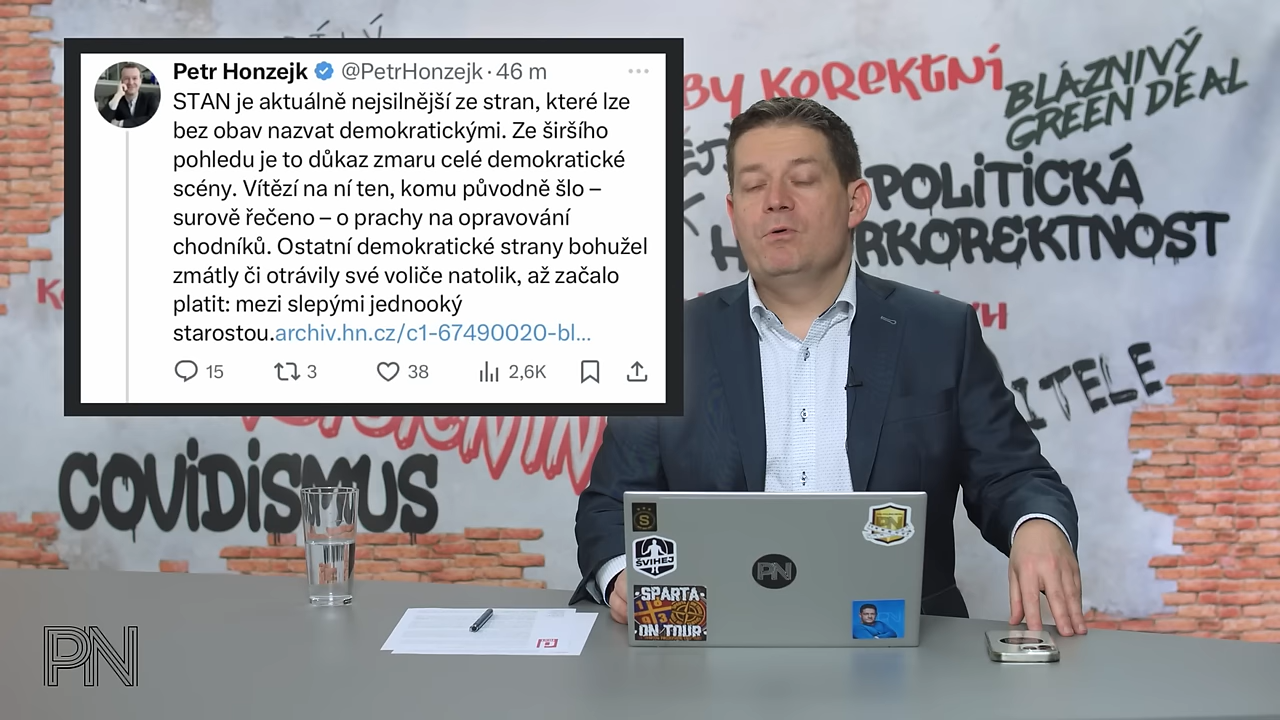 Petr Honzejk @PetrHonzejk · 46 m
STAN je aktuálně nejsilnější ze stran, které lze
bez obav nazvat demokratickými. Ze širšího
pohledu je to důkaz zmaru celé demokratické
scény. Vítězí na ní ten, komu původně šlo –
surově řečeno – o prachy na opravování
chodníků. Ostatní demokratické strany bohužel
zmátly či otrávily své voliče natolik, až začalo
platit: mezi slepými jednooký
starostou.archiv.hn.cz/c1-67490020-bl...
15 3 38 2,6K
BY KOREKTNÍ
BLÁZNIVÝ
GREEN DEAL
POLITICKÁ
RKOREKTNOST
ITELE
COVIDISMUS
S
PN
ŠVIHEJ
PN
SPARTA
ON TOUR
PN